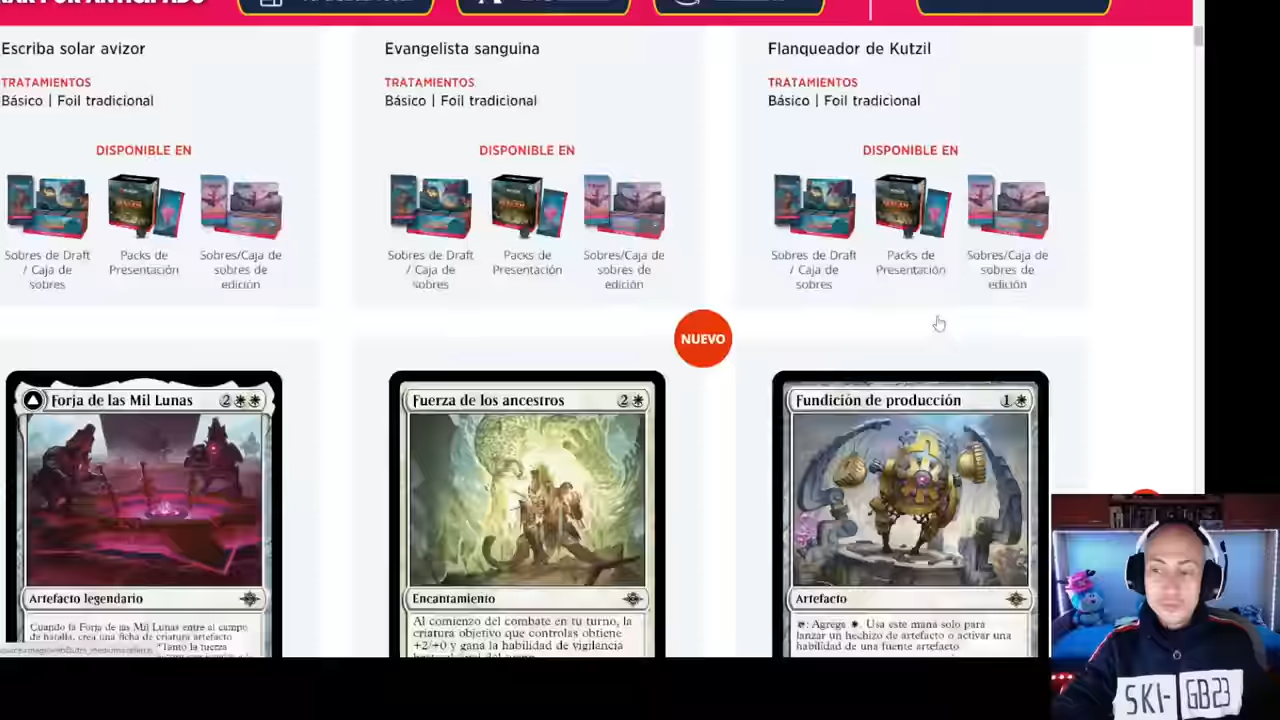 Escriba solar avizor
TRATAMIENTOS
Básico | Foil tradicional
DISPONIBLE EN
Sobres de Draft
/ Caja de
sobres
Packs de
Presentación
Sobres/Caja de
sobres de
edición
Evangelista sanguina
TRATAMIENTOS
Básico | Foil tradicional
DISPONIBLE EN
Sobres de Draft
/ Caja de
sobres
Packs de
Presentación
Sobres/Caja de
sobres de
edición
Flanqueador de Kutzil
TRATAMIENTOS
Básico | Foil tradicional
DISPONIBLE EN
Sobres de Draft
/ Caja de
sobres
Packs de
Presentación
Sobres/Caja de
sobres de
edición
NUEVO
Forja de las Mil Lunas 2
Artefacto legendario
Cuando la Forja de las Mil Lunas entre al campo
de batalla, crea una ficha de criatura artefacto
"Tanto la fuerza
Fuerza de los ancestros 2
Encantamiento
Al comienzo del combate en tu turno, la
criatura objetivo que controlas obtiene
+2/+0 y gana la habilidad de vigilancia
Fundición de producción 1
Artefacto
: Agrega . Usa este maná solo para
lanzar un hechizo de artefacto o activar una
habilidad de una fuente artefacto.
SKI-GB23